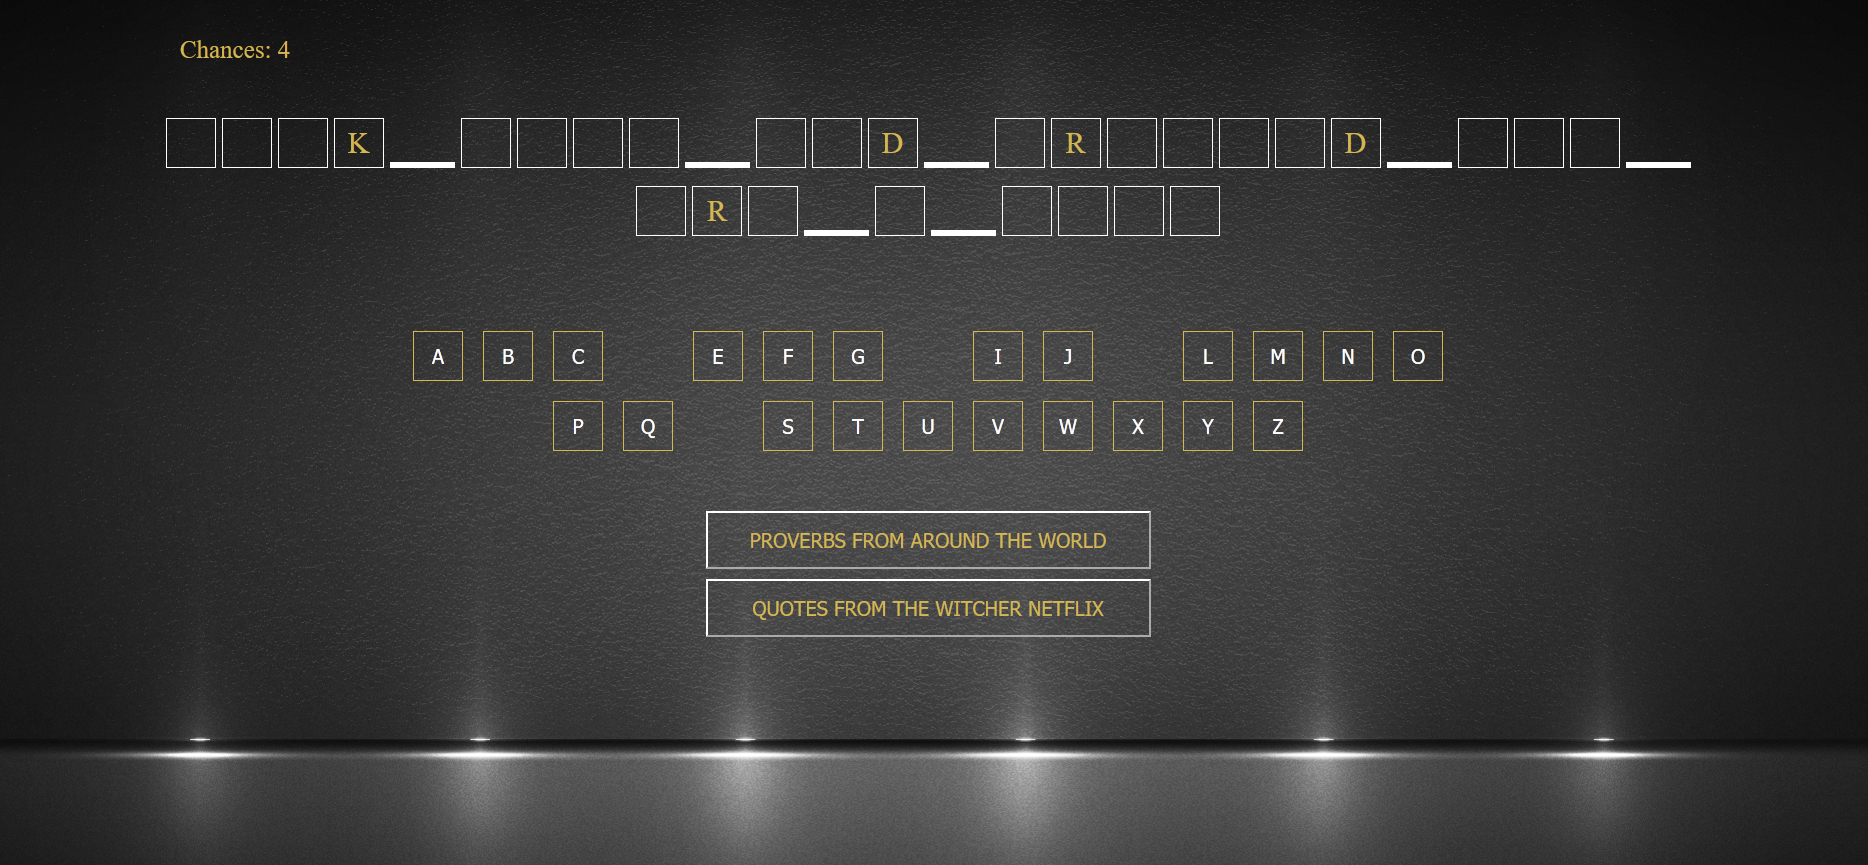 Chances: 4
K D R D
R
A B C E F G I J L M N O
P Q S T U V W X Y Z
PROVERBS FROM AROUND THE WORLD
QUOTES FROM THE WITCHER NETFLIX